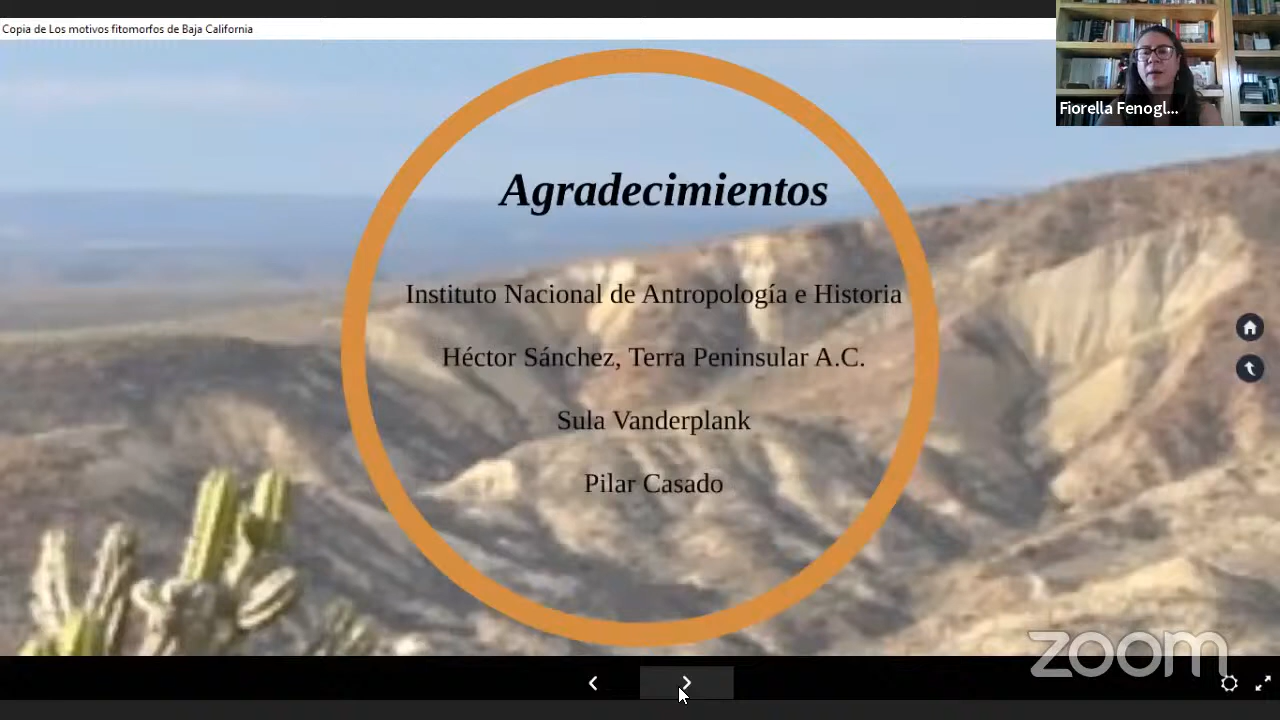 Copia de Los motivos fitomorfos de Baja California
Fiorella Fenogl...
Agradecimientos
Instituto Nacional de Antropología e Historia
Héctor Sánchez, Terra Peninsular A.C.
Sula Vanderplank
Pilar Casado
zoom